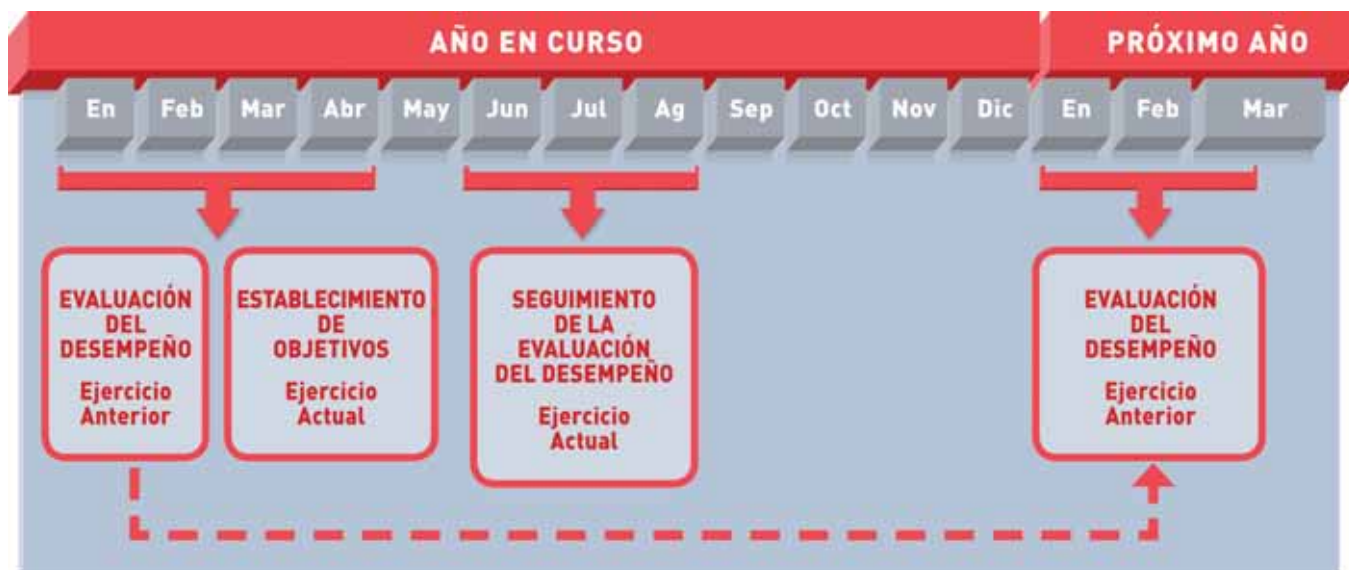 AÑO EN CURSO
PRÓXIMO AÑO
En Feb Mar Abr May Jun Jul Ag Sep Oct Nov Dic En Feb Mar
EVALUACIÓN
DEL
DESEMPEÑO
Ejercicio
Anterior
ESTABLECIMIENTO
DE
OBJETIVOS
Ejercicio
Actual
SEGUIMIENTO
DE LA
EVALUACIÓN
DEL DESEMPEÑO
Ejercicio
Actual
EVALUACIÓN
DEL
DESEMPEÑO
Ejercicio
Anterior